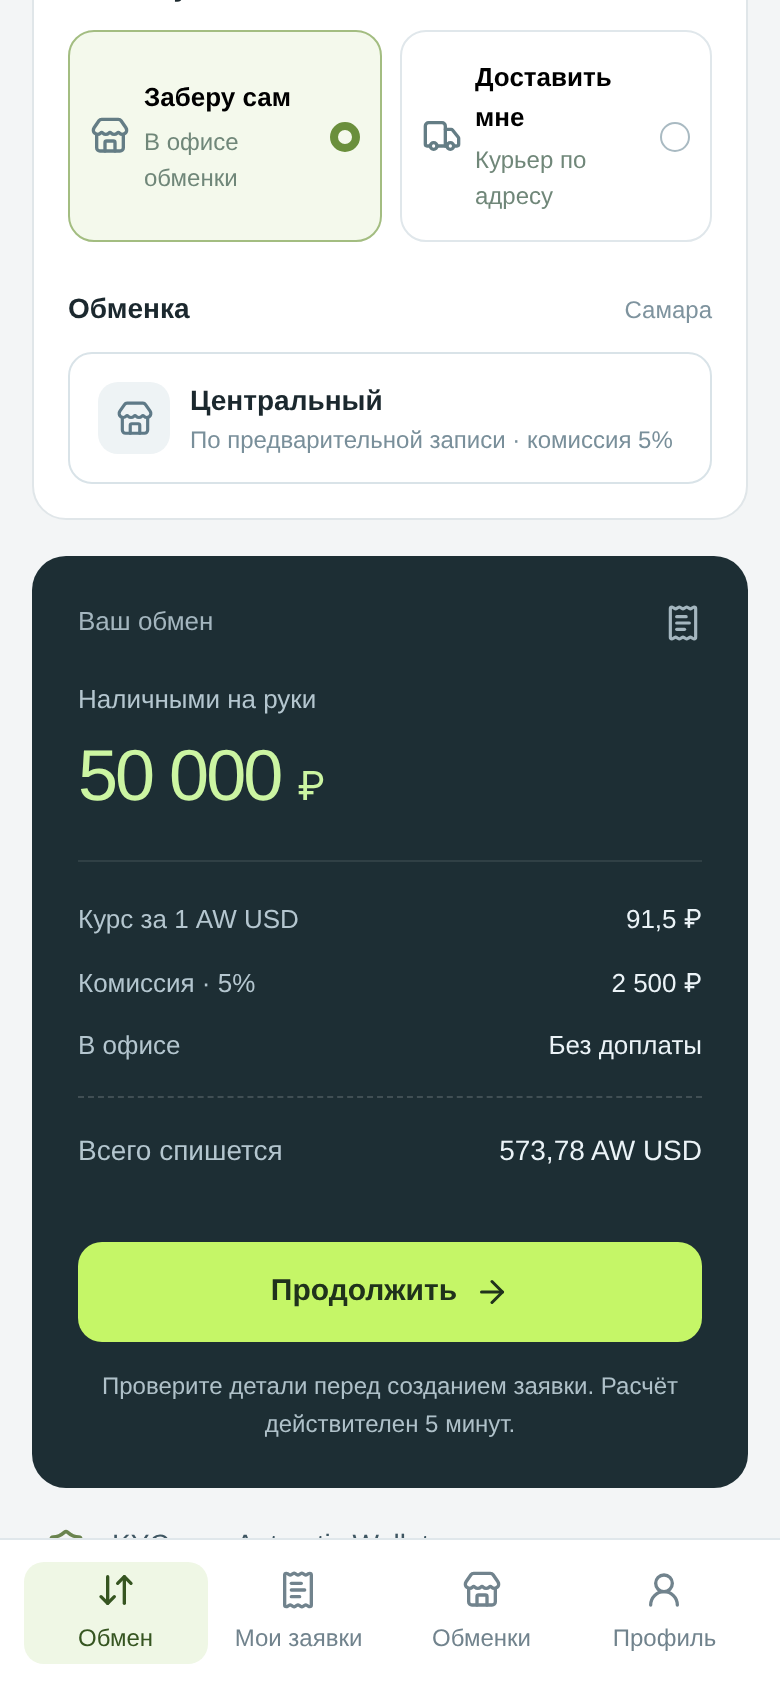 Заберу сам
В офисе
обменки
Доставить
мне
Курьер по
адресу
Обменка
Самара
Центральный
По предварительной записи · комиссия 5%
Ваш обмен
Наличными на руки
50 000 ₽
Курс за 1 AW USD
91,5 ₽
Комиссия · 5%
2 500 ₽
В офисе
Без доплаты
Всего спишется
573,78 AW USD
Продолжить →
Проверите детали перед созданием заявки. Расчёт
действителен 5 минут.
Обмен
Мои заявки
Обменки
Профиль